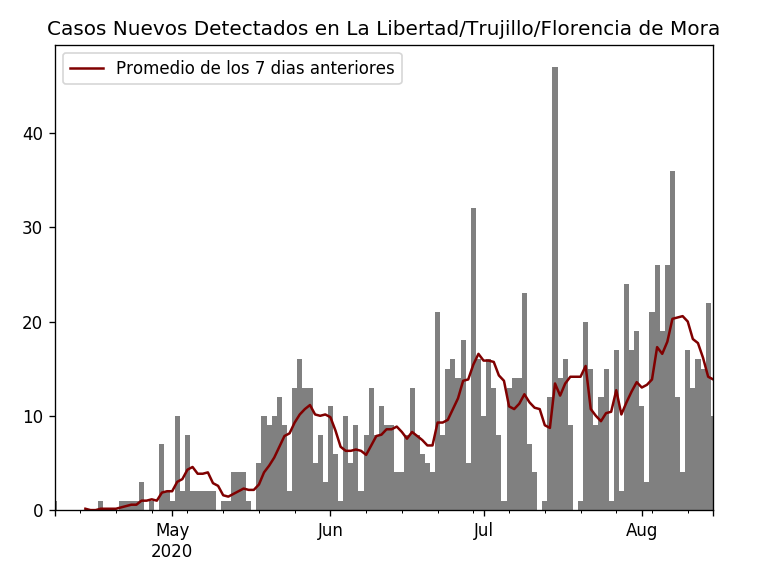 Casos Nuevos Detectados en La Libertad/Trujillo/Florencia de Mora
Promedio de los 7 dias anteriores
40
30
20
10
0
May
2020
Jun
Jul
Aug